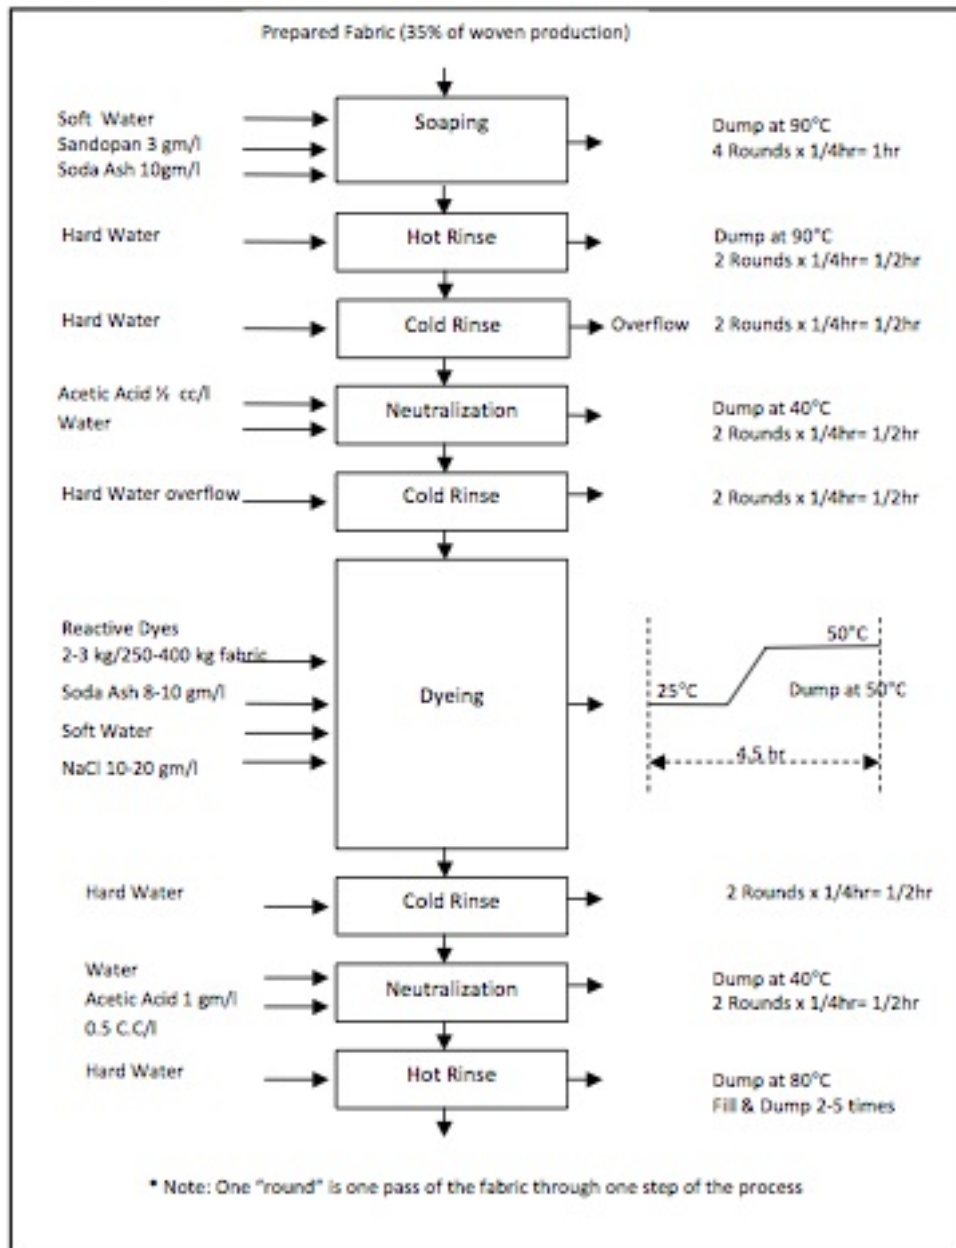 Prepared Fabric (35% of woven production)
Soft Water
Sandopan 3 gm/l
Soda Ash 10gm/l
Soaping
Dump at 90°C
4 Rounds x 1/4hr= 1hr
Hard Water
Hot Rinse
Dump at 90°C
2 Rounds x 1/4hr= 1/2hr
Hard Water
Cold Rinse
Overflow
2 Rounds x 1/4hr= 1/2hr
Acetic Acid cc/l
Water
Neutralization
Dump at 40°C
2 Rounds x 1/4hr= 1/2hr
Hard Water overflow
Cold Rinse
2 Rounds x 1/4hr= 1/2hr
Reactive Dyes
2-3 kg/250-400 kg fabric
Soda Ash 8-10 gm/l
Soft Water
NaCl 10-20 gm/l
Dyeing
50°C
25°C
Dump at 50°C
4.5 hr
Hard Water
Cold Rinse
2 Rounds x 1/4hr= 1/2hr
Water
Acetic Acid 1 gm/l
0.5 C.C/l
Neutralization
Dump at 40°C
2 Rounds x 1/4hr= 1/2hr
Hard Water
Hot Rinse
Dump at 80°C
Fill & Dump 2-5 times
* Note: One "round" is one pass of the fabric through one step of the process